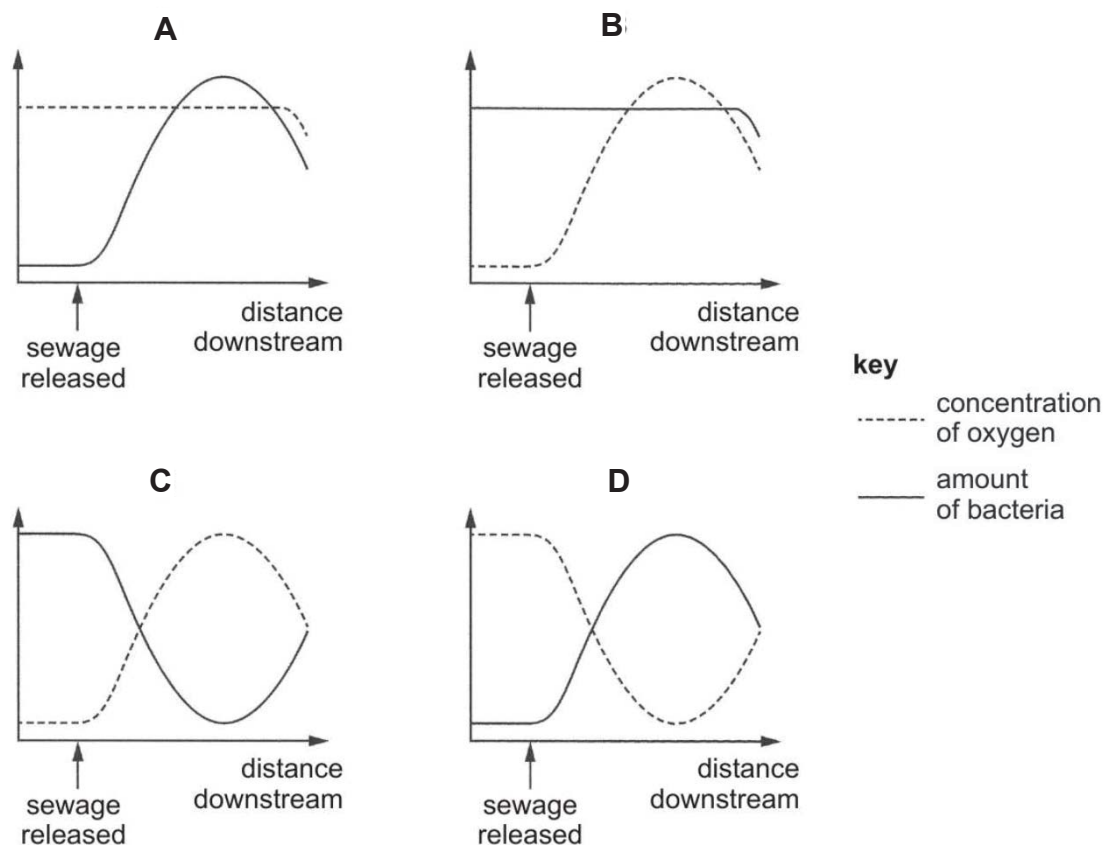 A
B
distance
downstream
sewage
released
distance
downstream
sewage
released
key
concentration
of oxygen
amount
of bacteria
C
D
distance
downstream
sewage
released
distance
downstream
sewage
released